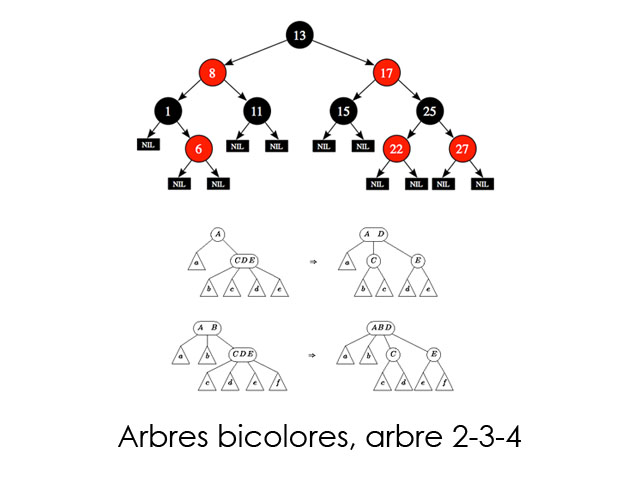 13
8 17
1 11 15 25
NIL 6 NIL NIL NIL NIL 22 27
NIL NIL NIL NIL NIL NIL
A ⇒ A D
a CDE a C E
b c d e b c d e
A B ⇒ ABD
a b CDE a b C E
c d e f c d e f
Arbres bicolores, arbre 2-3-4